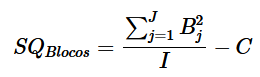 SQ_{Blocos} = \frac{\sum_{j=1}^{J} B_j^2}{I} - C